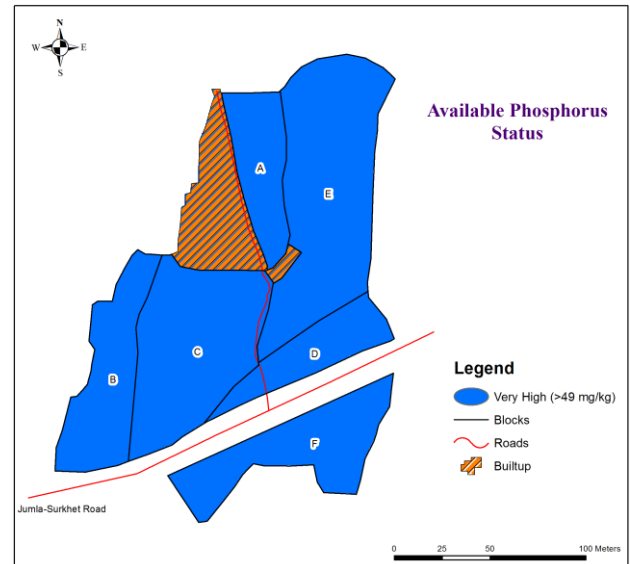 N
W E
S
Available Phosphorus
Status
A
E
C
B
D
F
Legend
Very High (>49 mg/kg)
Blocks
Roads
Builtup
Jumla-Surkhet Road
0 25 50 100 Meters